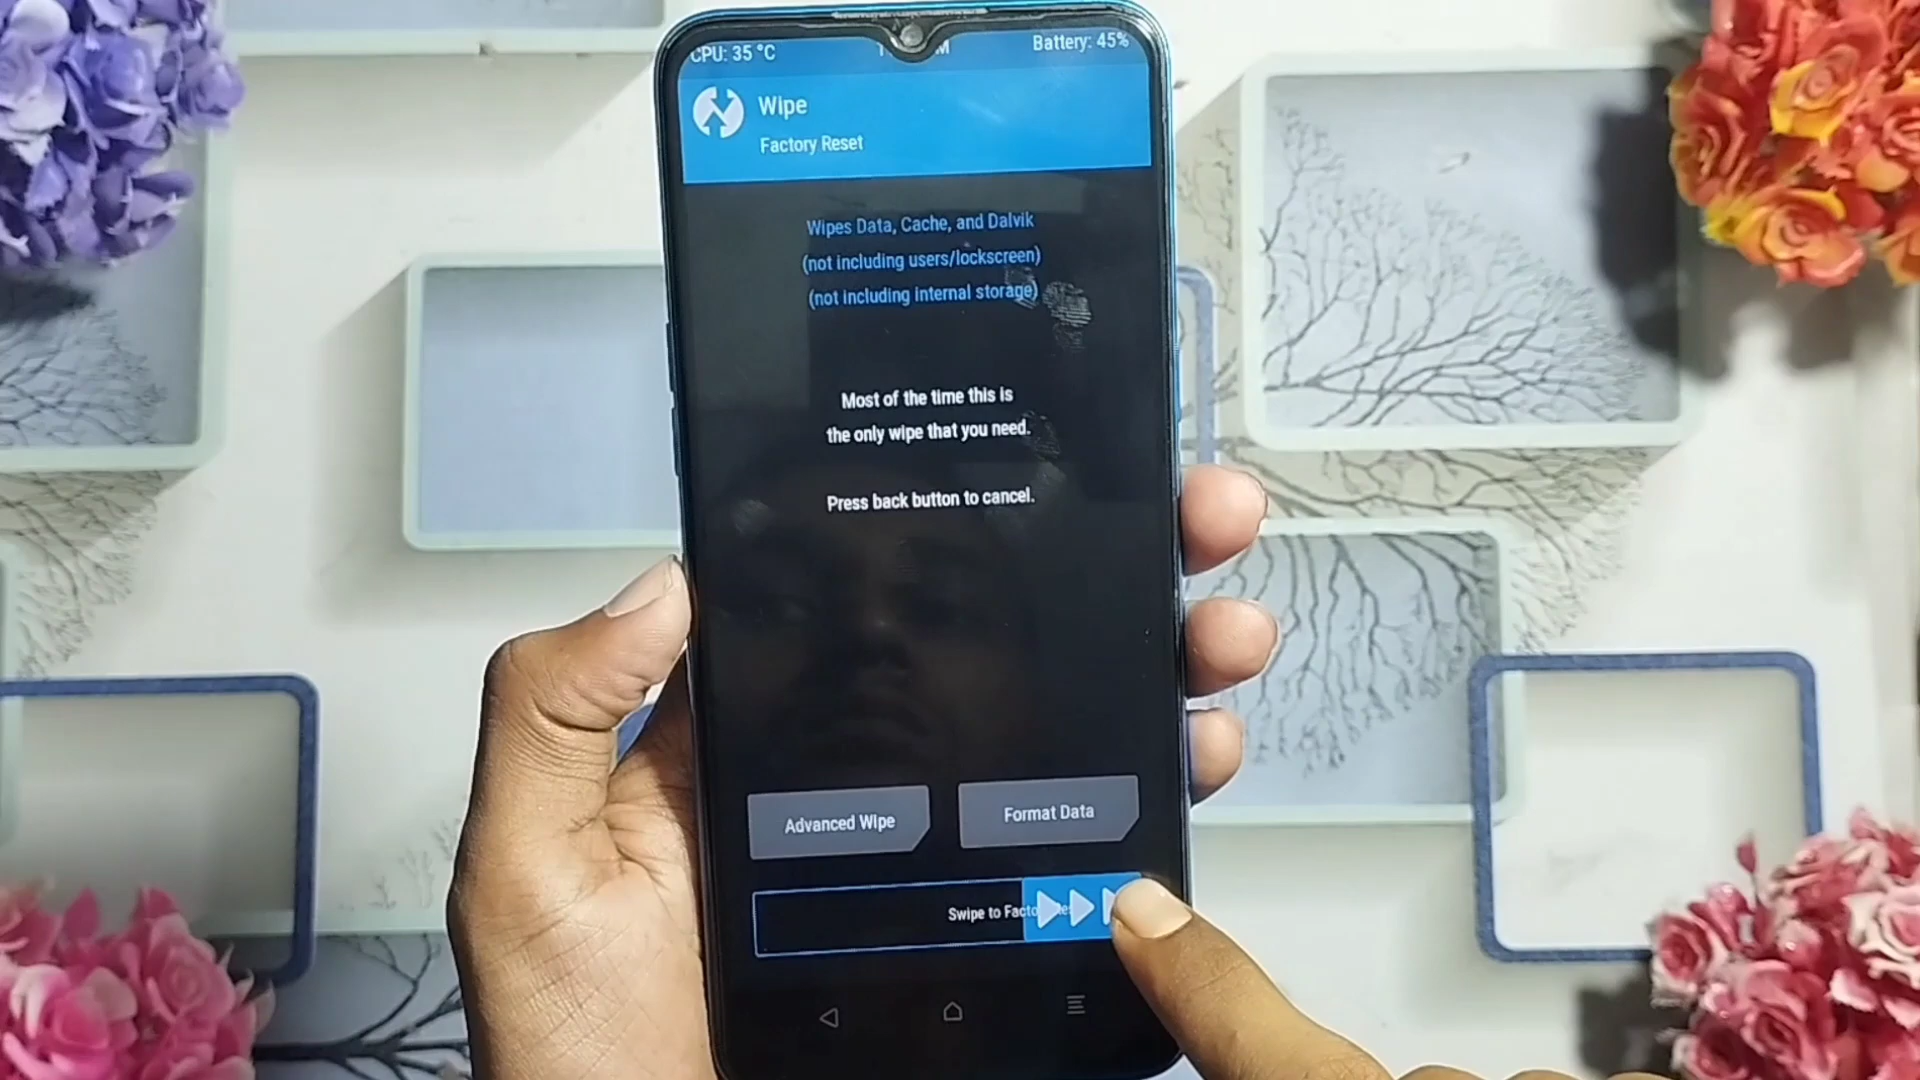 CPU: 35 °C
Battery: 45%
Wipe
Factory Reset
Wipes Data, Cache, and Dalvik
(not including users/lockscreen)
(not including internal storage)
Most of the time this is
the only wipe that you need.
Press back button to cancel.
Advanced Wipe
Format Data
Swipe to